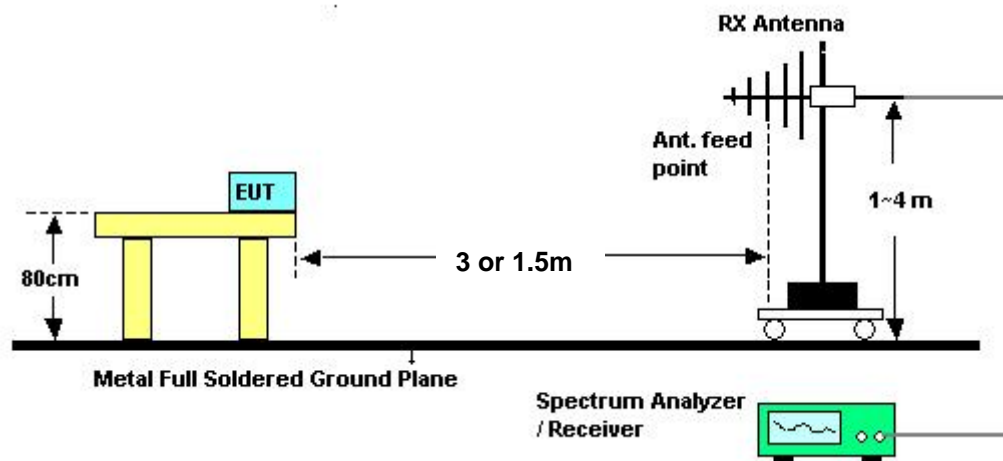 RX Antenna
Ant. feed
point
EUT
1~4 m
3 or 1.5m
80cm
Metal Full Soldered Ground Plane
Spectrum Analyzer
/ Receiver